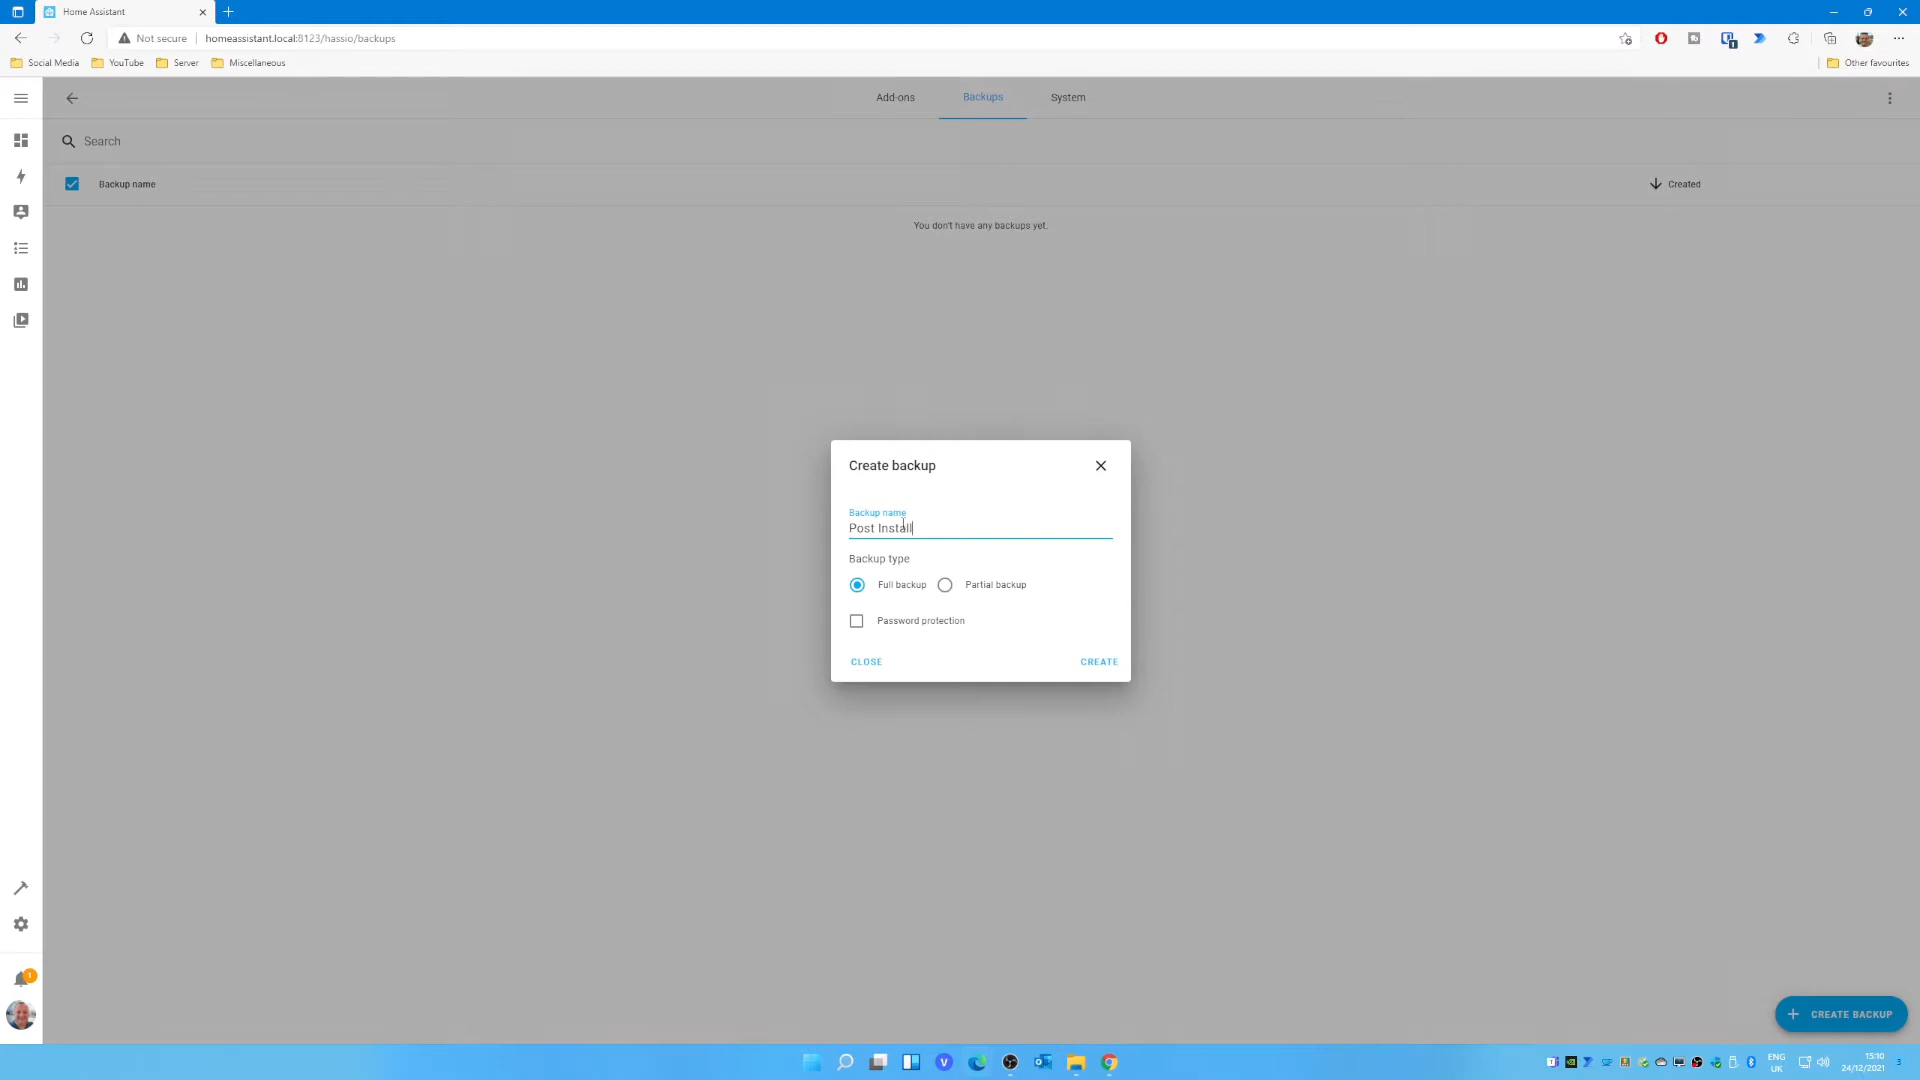 Home Assistant
Not secure
homeassistant.local:8123/hassio/backups
Social Media
YouTube
Server
Miscellaneous
Other favourites
Add-ons
Backups
System
Search
Backup name
Created
You don't have any backups yet.
Create backup
Backup name
Post Install
Backup type
Full backup
Partial backup
Password protection
CLOSE
CREATE
1
CREATE BACKUP
ENG
UK
15:10
24/12/2021
3